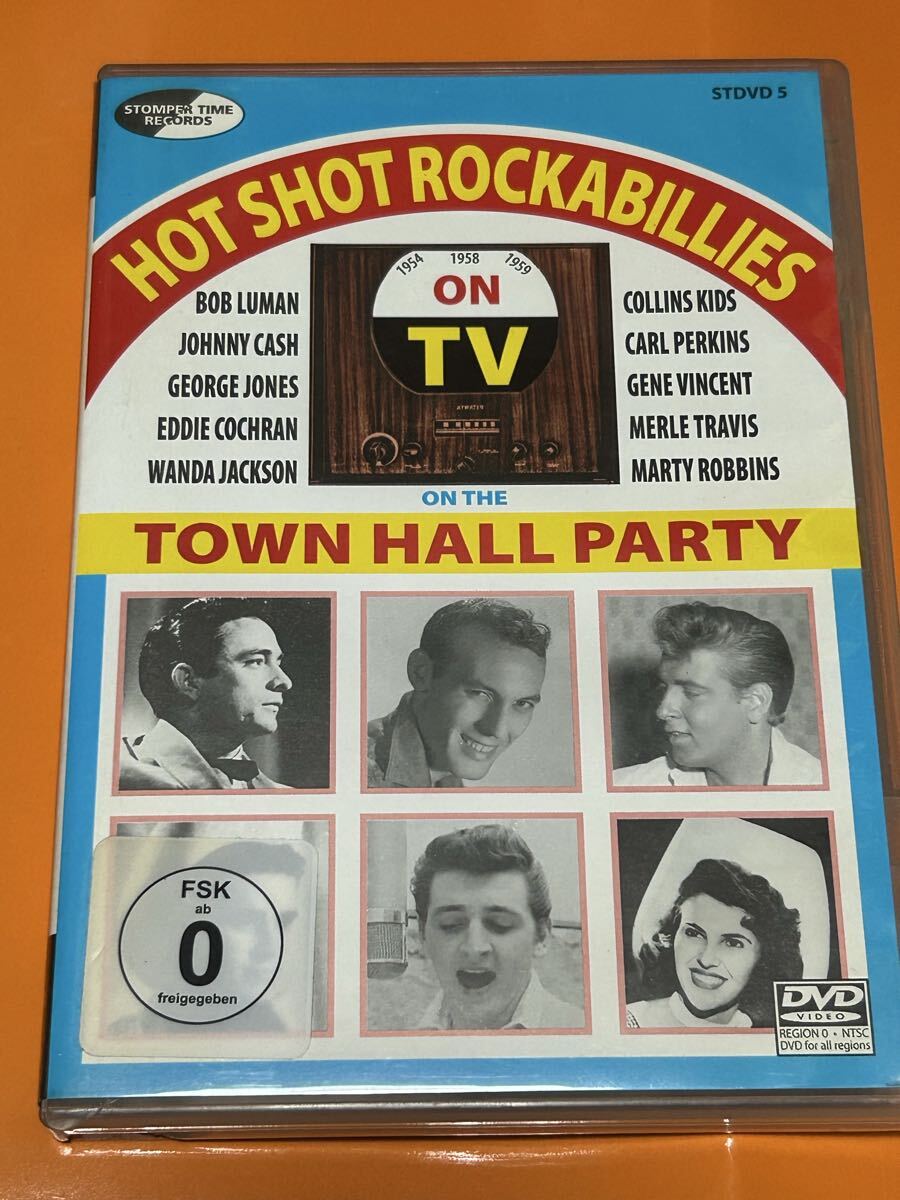 STOMPER TIME
RECORDS
STDVD 5
HOT SHOT ROCKABILLIES
1954 1958 1959
ON
TV
BOB LUMAN
JOHNNY CASH
GEORGE JONES
EDDIE COCHRAN
WANDA JACKSON
COLLINS KIDS
CARL PERKINS
GENE VINCENT
MERLE TRAVIS
MARTY ROBBINS
ON THE
TOWN HALL PARTY
FSK
ab
0
freigegeben
DVD
VIDEO
REGION 0 • NTSC
DVD for all regions